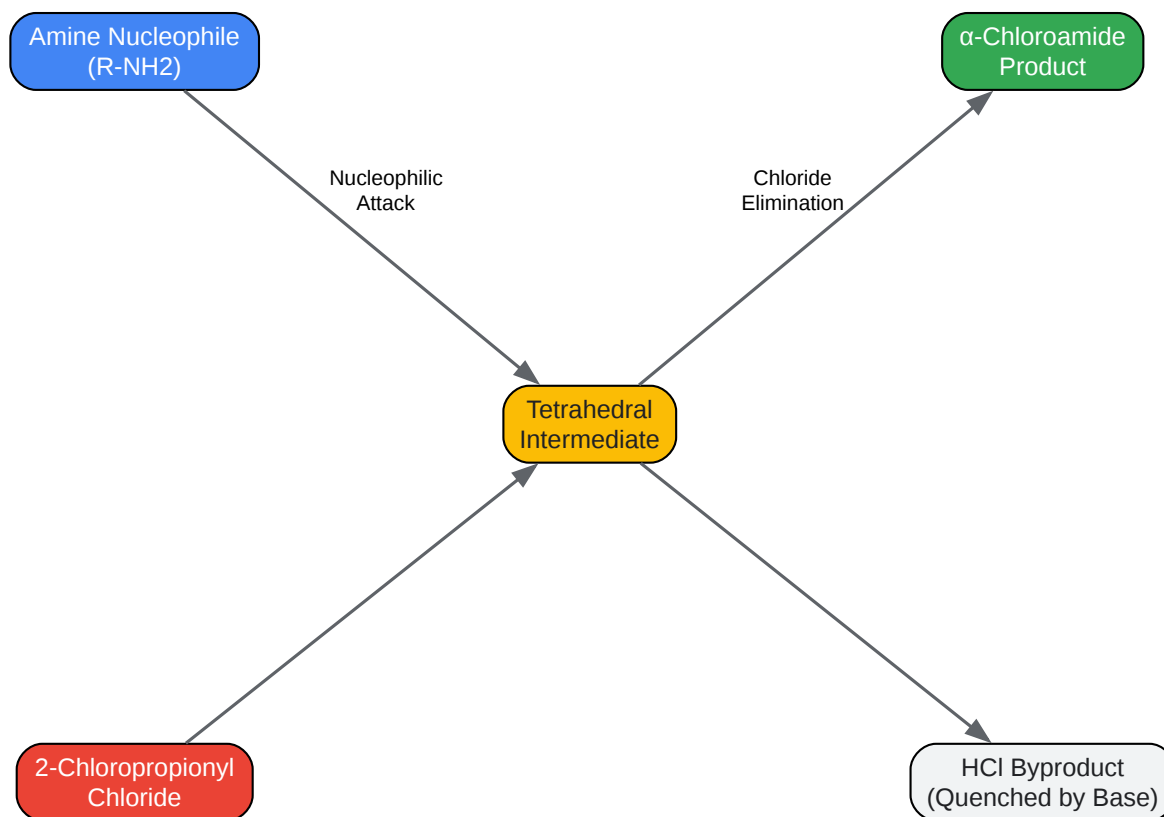 Amine Nucleophile
(R-NH2)
α-Chloroamide
Product
Nucleophilic
Attack
Chloride
Elimination
Tetrahedral
Intermediate
2-Chloropropionyl
Chloride
HCl Byproduct
(Quenched by Base)